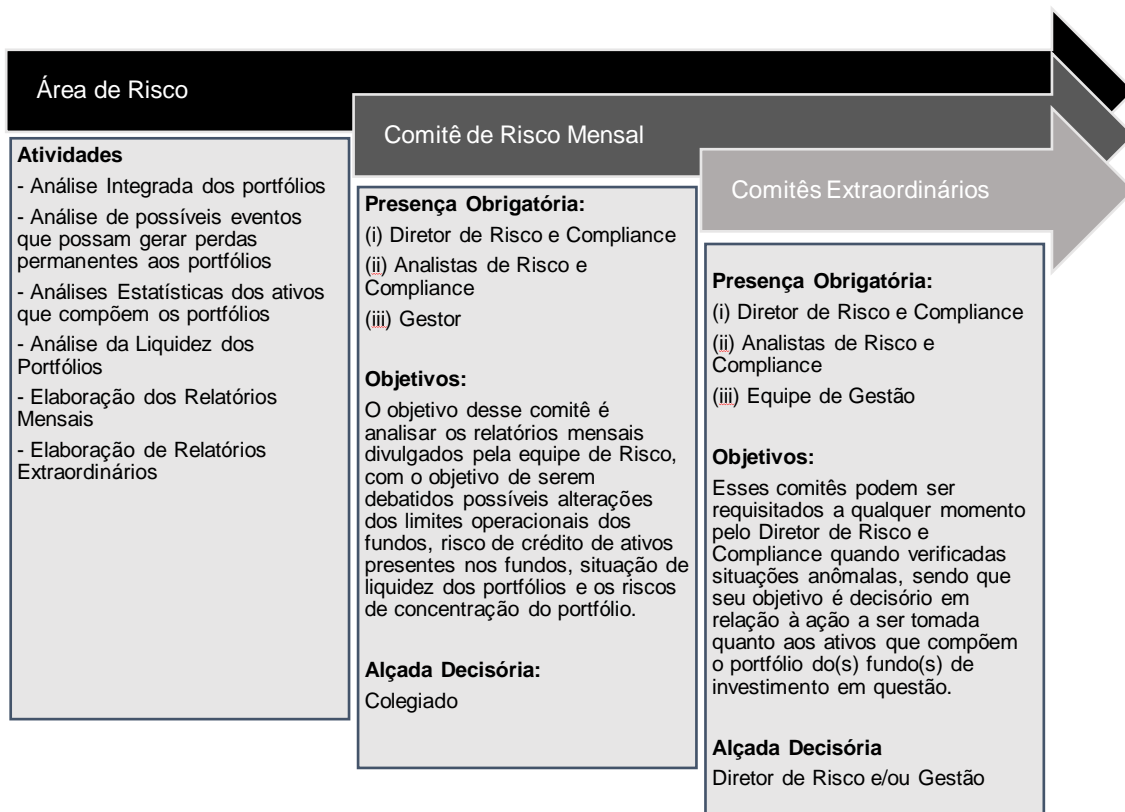 Área de Risco
Atividades
- Análise Integrada dos portfólios
- Análise de possíveis eventos
que possam gerar perdas
permanentes aos portfólios
- Análises Estatísticas dos ativos
que compõem os portfólios
- Análise da Liquidez dos
Portfólios
- Elaboração dos Relatórios
Mensais
- Elaboração de Relatórios
Extraordinários
Comitê de Risco Mensal
Presença Obrigatória:
(i) Diretor de Risco e Compliance
(ii) Analistas de Risco e
Compliance
(iii) Gestor
Objetivos:
O objetivo desse comitê é
analisar os relatórios mensais
divulgados pela equipe de Risco,
com o objetivo de serem
debatidos possíveis alterações
dos limites operacionais dos
fundos, risco de crédito de ativos
presentes nos fundos, situação de
liquidez dos portfólios e os riscos
de concentração do portfólio.
Alçada Decisória:
Colegiado
Comitês Extraordinários
Presença Obrigatória:
(i) Diretor de Risco e Compliance
(ii) Analistas de Risco e
Compliance
(iii) Equipe de Gestão
Objetivos:
Esses comitês podem ser
requisitados a qualquer momento
pelo Diretor de Risco e
Compliance quando verificadas
situações anômalas, sendo que
seu objetivo é decisório em
relação à ação a ser tomada
quanto aos ativos que compõem
o portfólio do(s) fundo(s) de
investimento em questão.
Alçada Decisória
Diretor de Risco e/ou Gestão